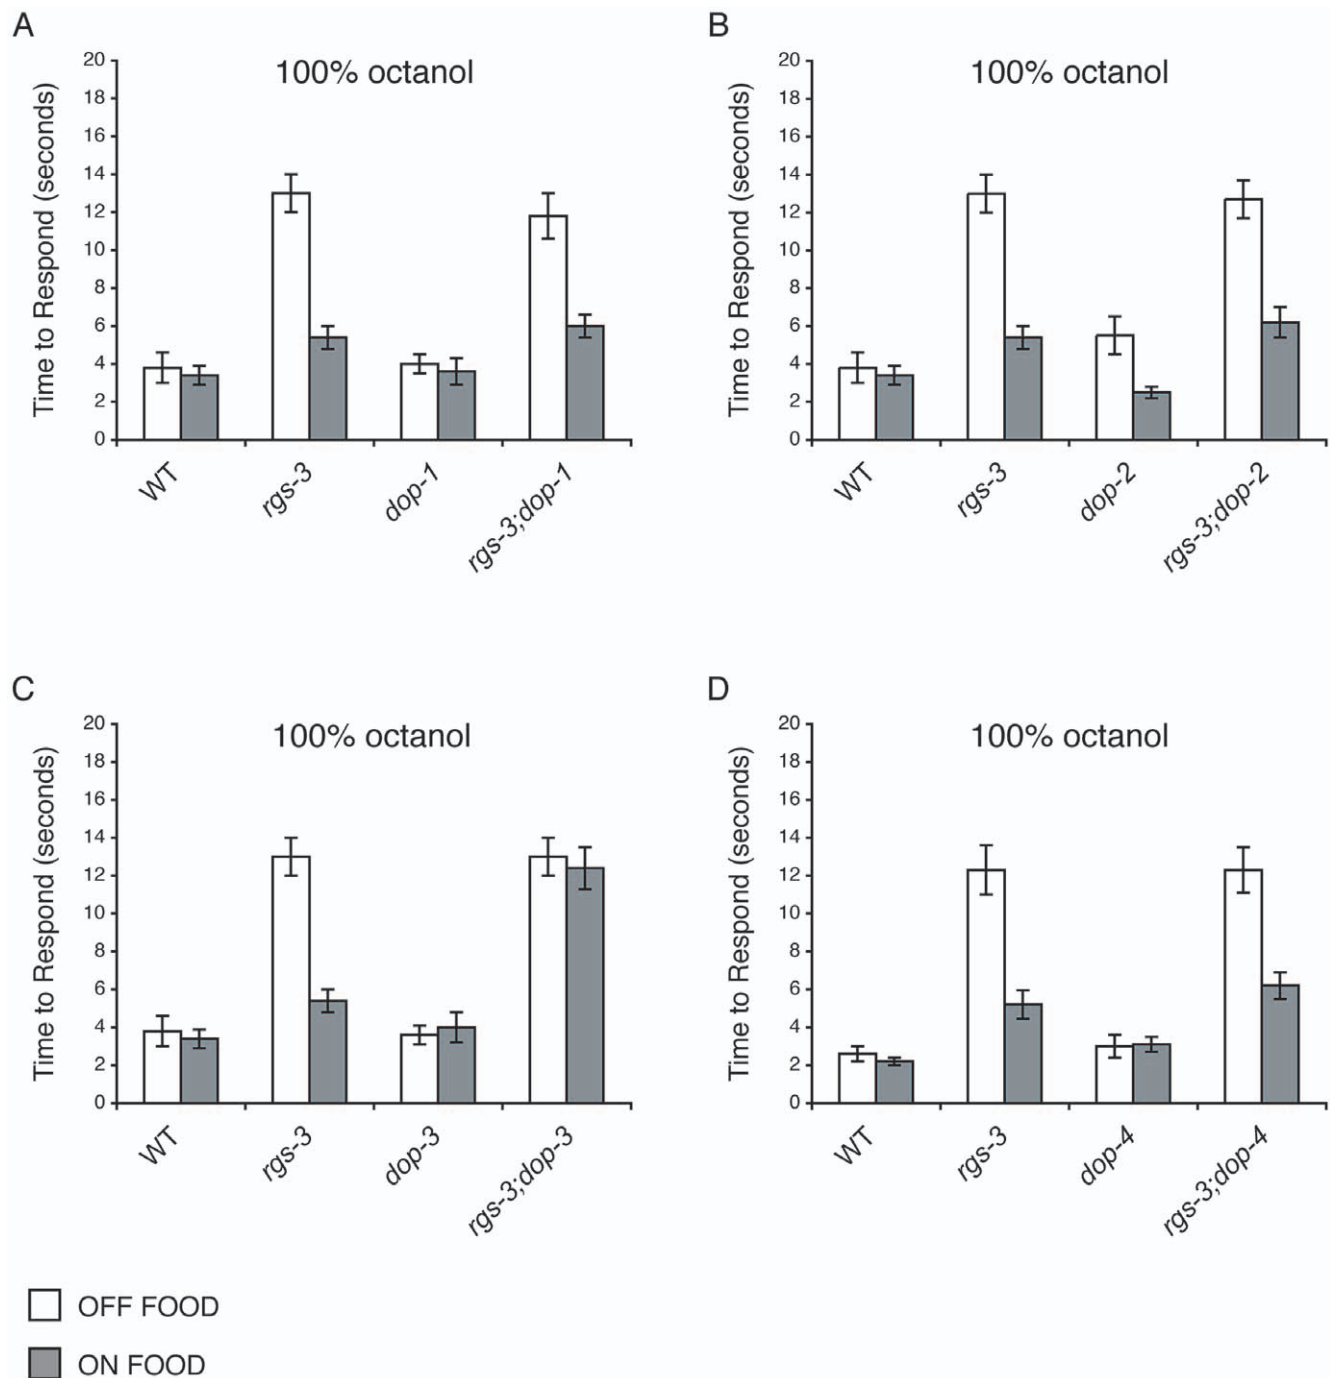 A
100% octanol
Time to Respond (seconds)
20
18
16
14
12
10
8
6
4
2
0
WT
rgs-3
dop-1
rgs-3;dop-1
B
100% octanol
Time to Respond (seconds)
20
18
16
14
12
10
8
6
4
2
0
WT
rgs-3
dop-2
rgs-3;dop-2
C
100% octanol
Time to Respond (seconds)
20
18
16
14
12
10
8
6
4
2
0
WT
rgs-3
dop-3
rgs-3;dop-3
D
100% octanol
Time to Respond (seconds)
20
18
16
14
12
10
8
6
4
2
0
WT
rgs-3
dop-4
rgs-3;dop-4
OFF FOOD
ON FOOD